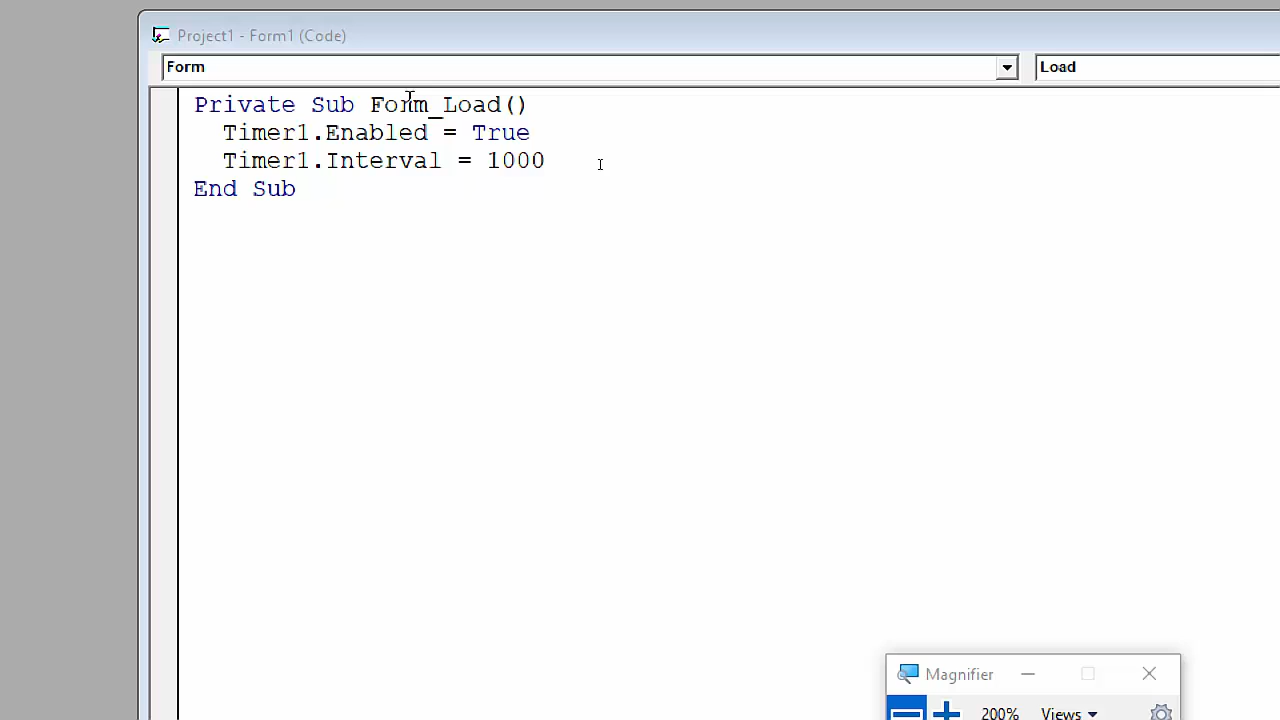 Project1 - Form1 (Code)
Form
Load
Private Sub Form_Load()
Timer1.Enabled = True
Timer1.Interval = 1000
End Sub
Magnifier
200%
Views